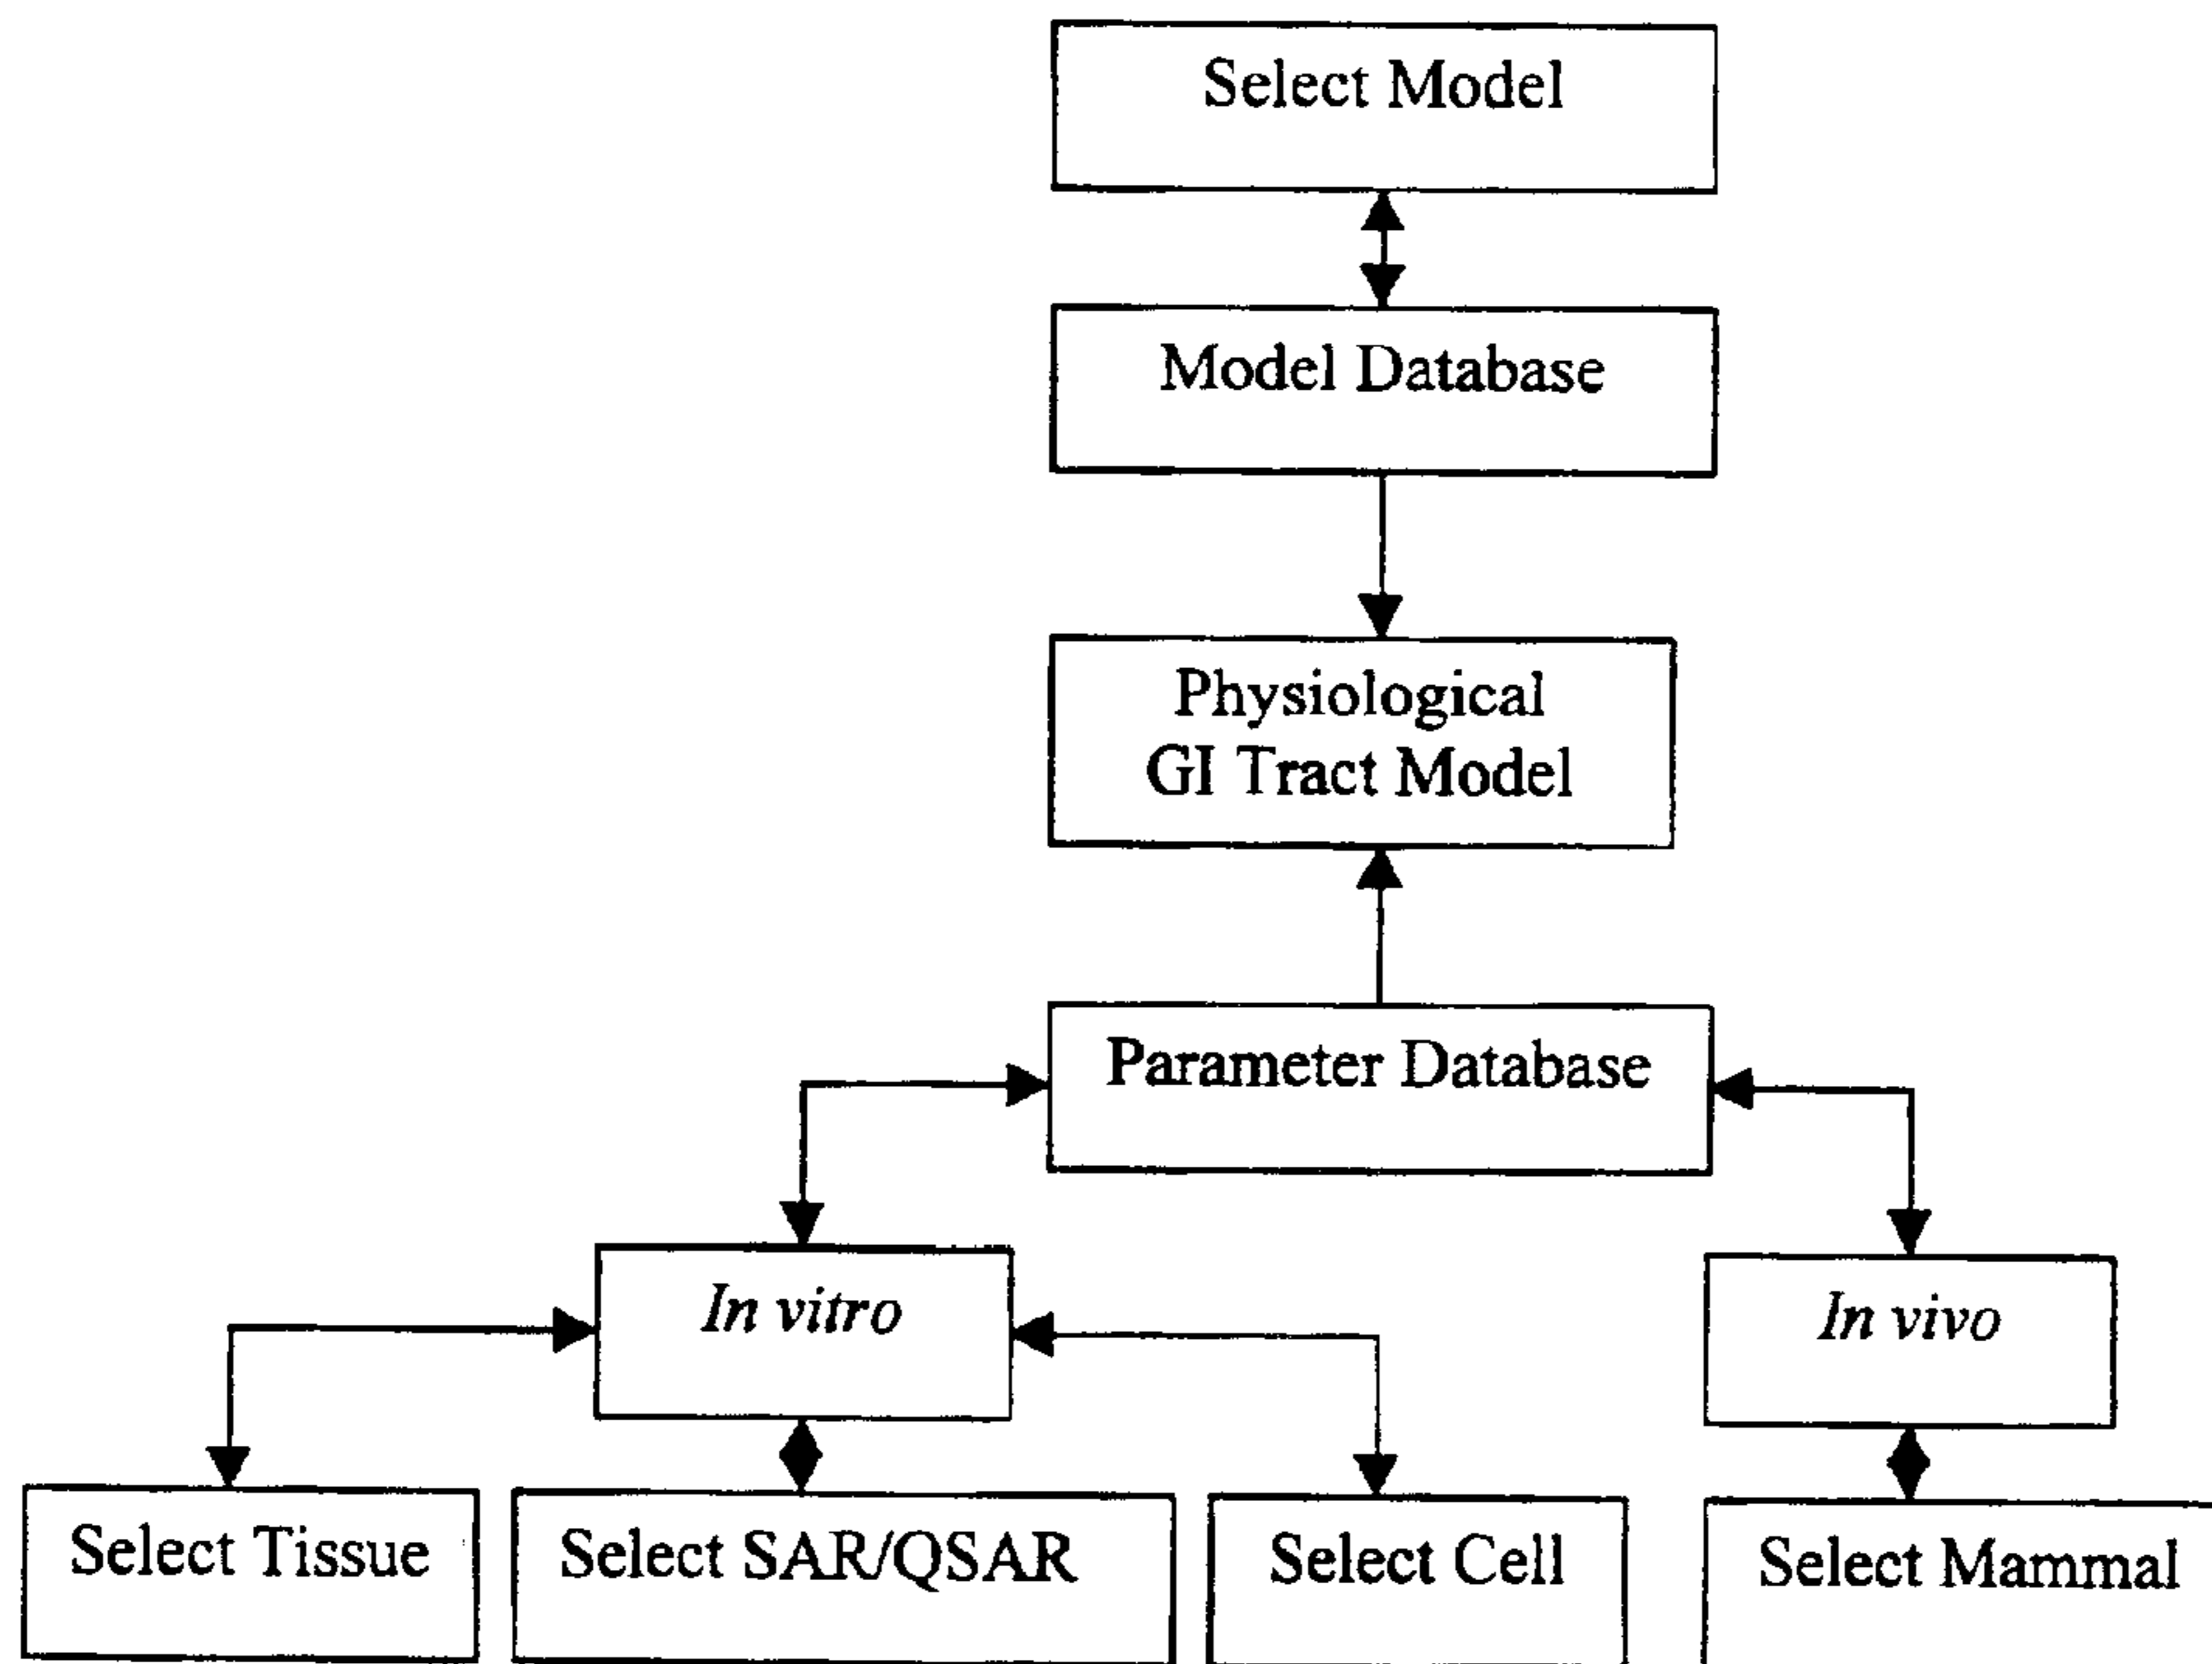 Select Model
Model Database
Physiological
GI Tract Model
Parameter Database
In vitro
In vivo
Select Tissue
Select SAR/QSAR
Select Cell
Select Mammal